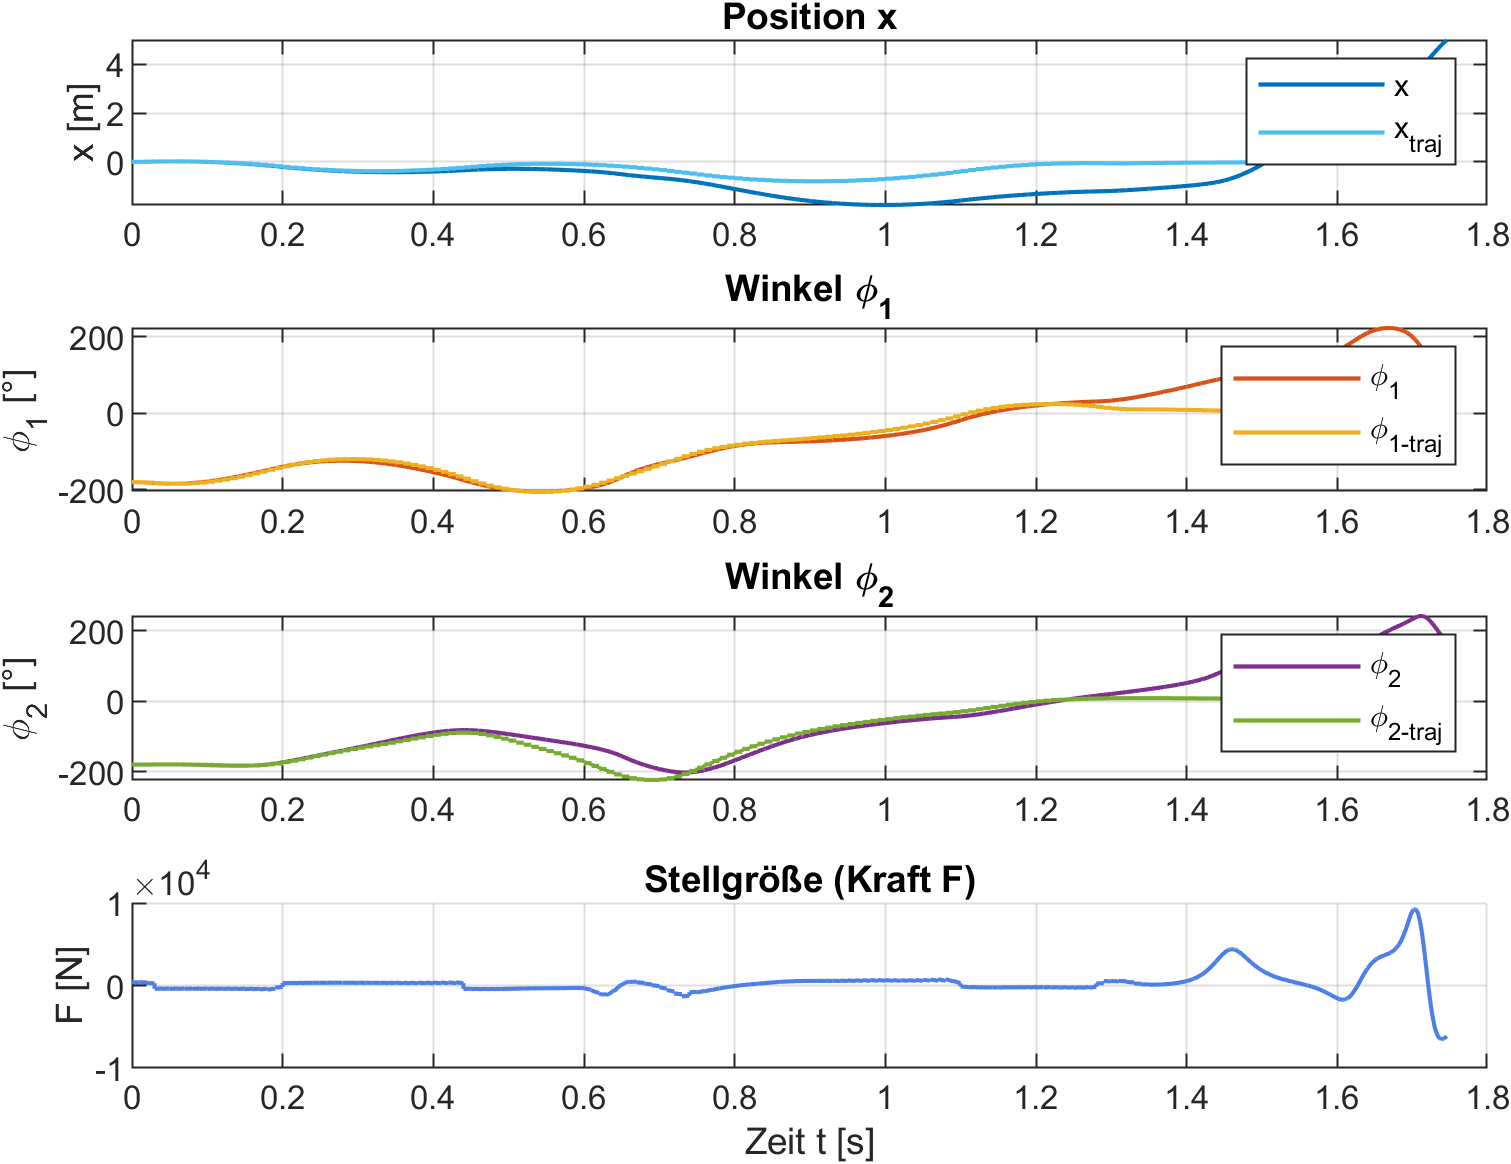 Position x
x [m]
4
2
0
x
x_traj
0 0.2 0.4 0.6 0.8 1 1.2 1.4 1.6 1.8
Winkel ϕ_1
ϕ_1 [°]
200
0
-200
ϕ_1
ϕ_1-traj
0 0.2 0.4 0.6 0.8 1 1.2 1.4 1.6 1.8
Winkel ϕ_2
ϕ_2 [°]
200
0
-200
ϕ_2
ϕ_2-traj
0 0.2 0.4 0.6 0.8 1 1.2 1.4 1.6 1.8
Stellgröße (Kraft F)
×10^4
F [N]
1
0
-1
0 0.2 0.4 0.6 0.8 1 1.2 1.4 1.6 1.8
Zeit t [s]